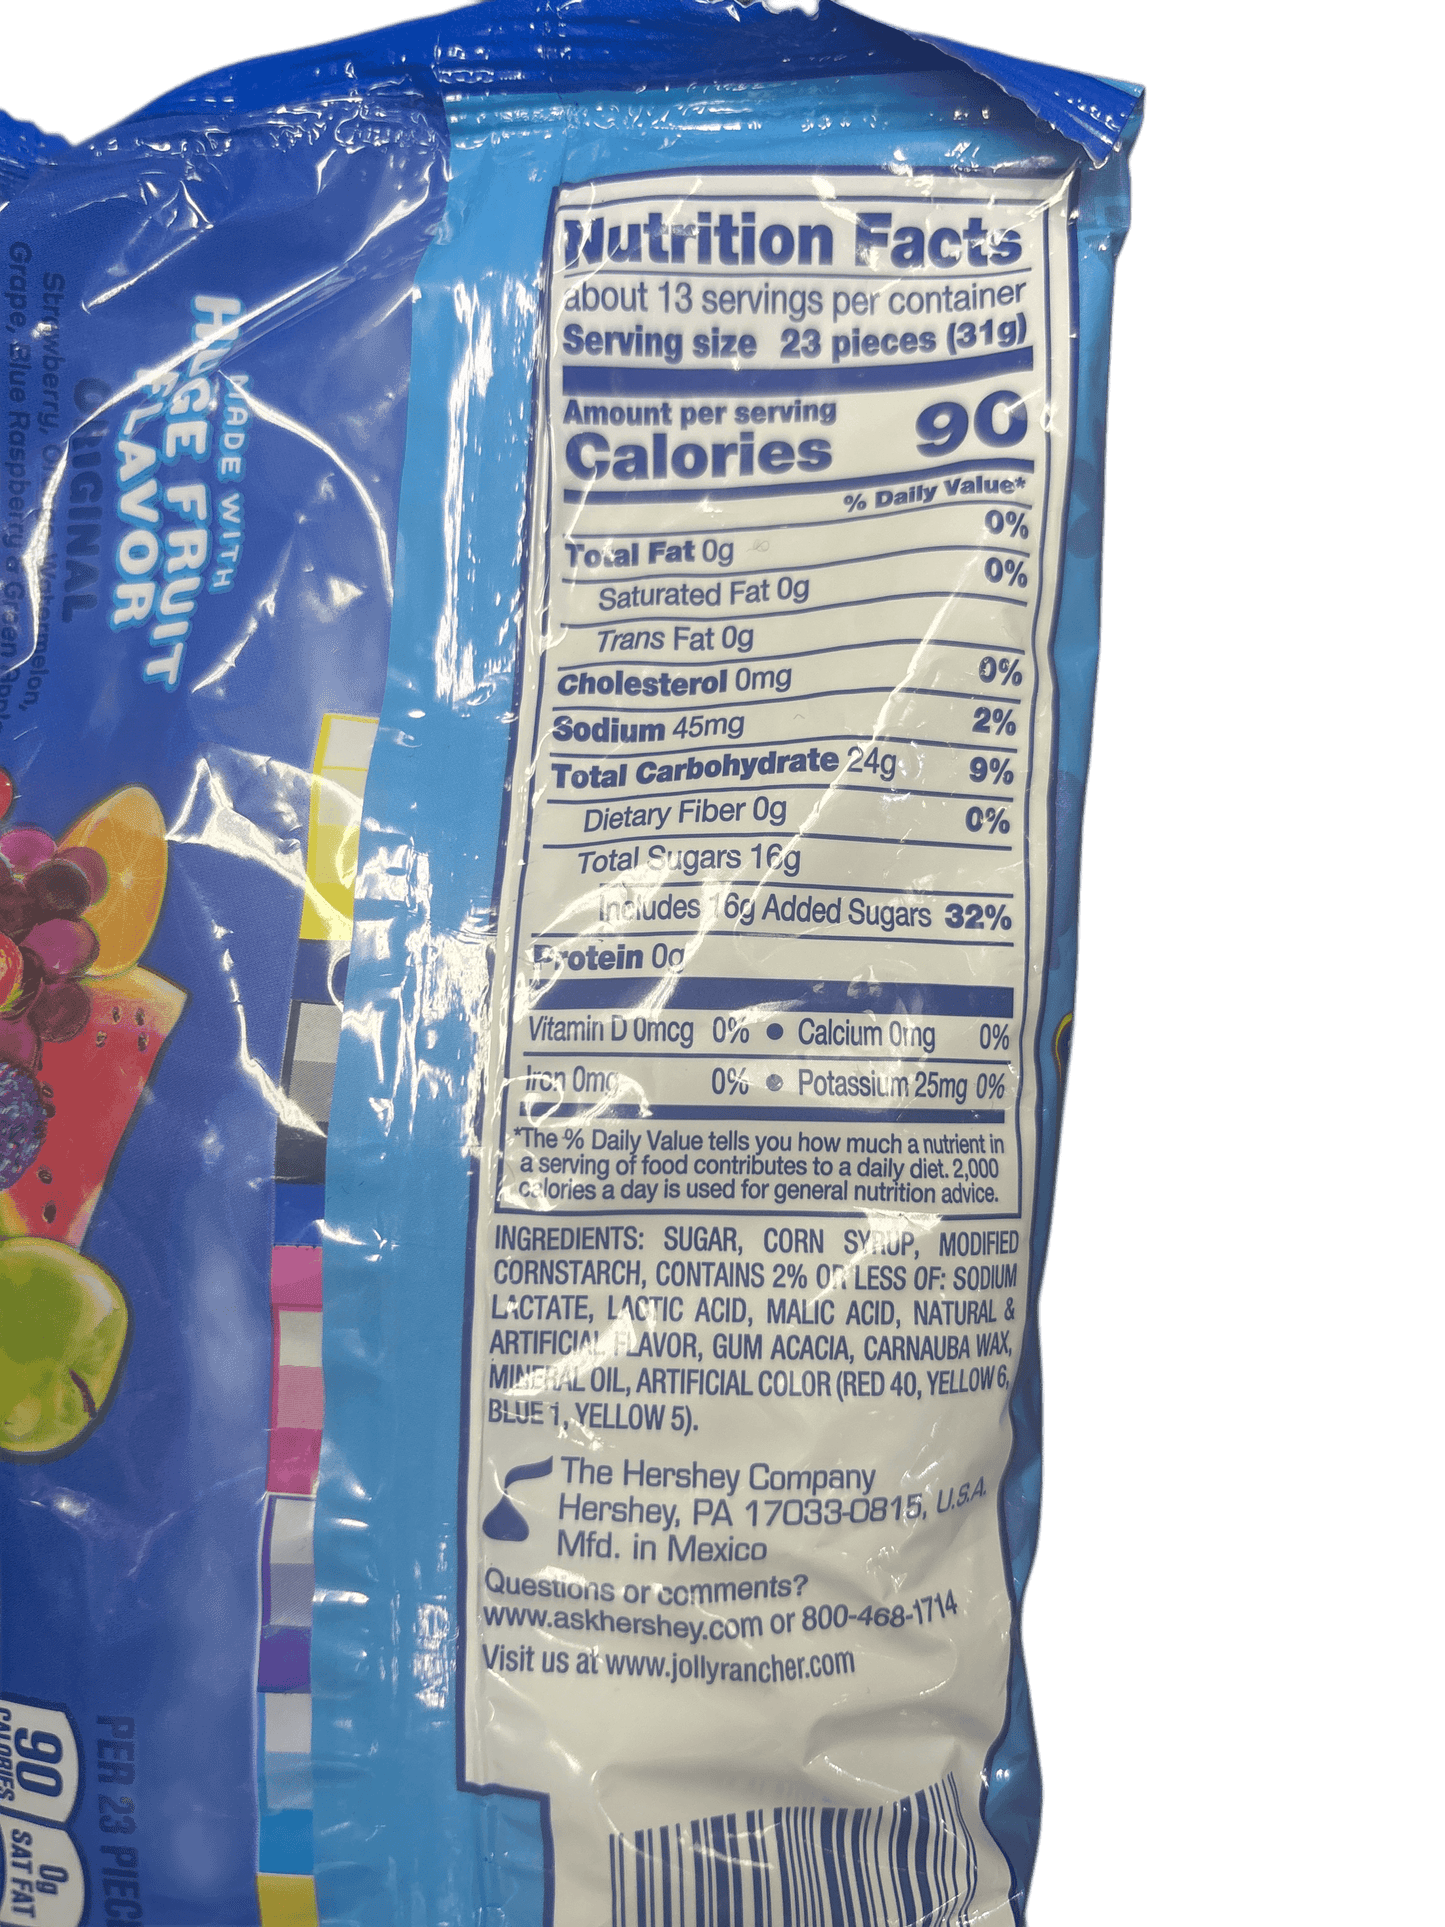 Nutrition Facts
about 13 servings per container
Serving size 23 pieces (31g)
Amount per serving
Calories 90
% Daily Value*
Total Fat 0g 0%
Saturated Fat 0g 0%
Trans Fat 0g
Cholesterol 0mg 0%
Sodium 45mg 2%
Total Carbohydrate 24g 9%
Dietary Fiber 0g 0%
Total Sugars 16g
Includes 16g Added Sugars 32%
Protein 0g
Vitamin D 0mcg 0% • Calcium 0mg 0%
Iron 0mg 0% • Potassium 25mg 0%
*The % Daily Value tells you how much a nutrient in
a serving of food contributes to a daily diet. 2,000
calories a day is used for general nutrition advice.
INGREDIENTS: SUGAR, CORN SYRUP, MODIFIED
CORNSTARCH, CONTAINS 2% OR LESS OF: SODIUM
LACTATE, LACTIC ACID, MALIC ACID, NATURAL &
ARTIFICIAL FLAVOR, GUM ACACIA, CARNAUBA WAX,
MINERAL OIL, ARTIFICIAL COLOR (RED 40, YELLOW 6,
BLUE 1, YELLOW 5).
The Hershey Company
Hershey, PA 17033-0815, U.S.A.
Mfd. in Mexico
Questions or comments?
www.askhershey.com or 800-468-1714
Visit us at www.jollyrancher.com
MADE WITH
HUGE FRUIT
FLAVOR
ORIGINAL
Strawberry, Watermelon,
Grape, Blue Raspberry & Green
PER 23
90
CALORIES
0g
SAT FAT